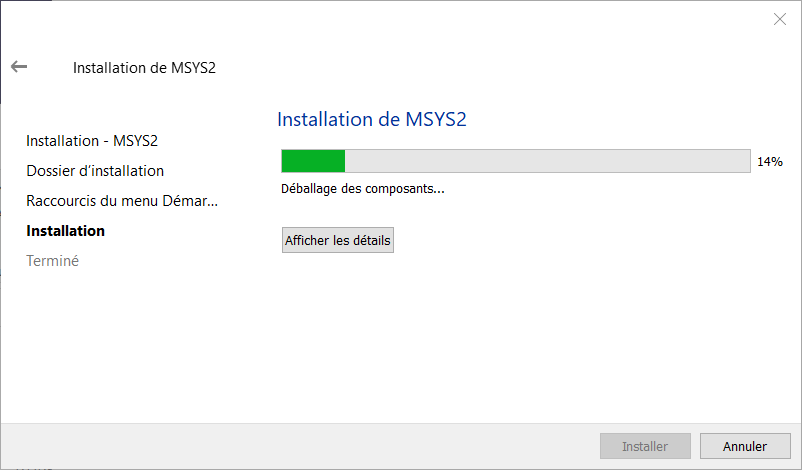 Installation de MSYS2
Installation de MSYS2
Installation - MSYS2
Dossier d’installation
Raccourcis du menu Démar...
Installation
Terminé
14%
Déballage des composants...
Afficher les détails
Installer
Annuler